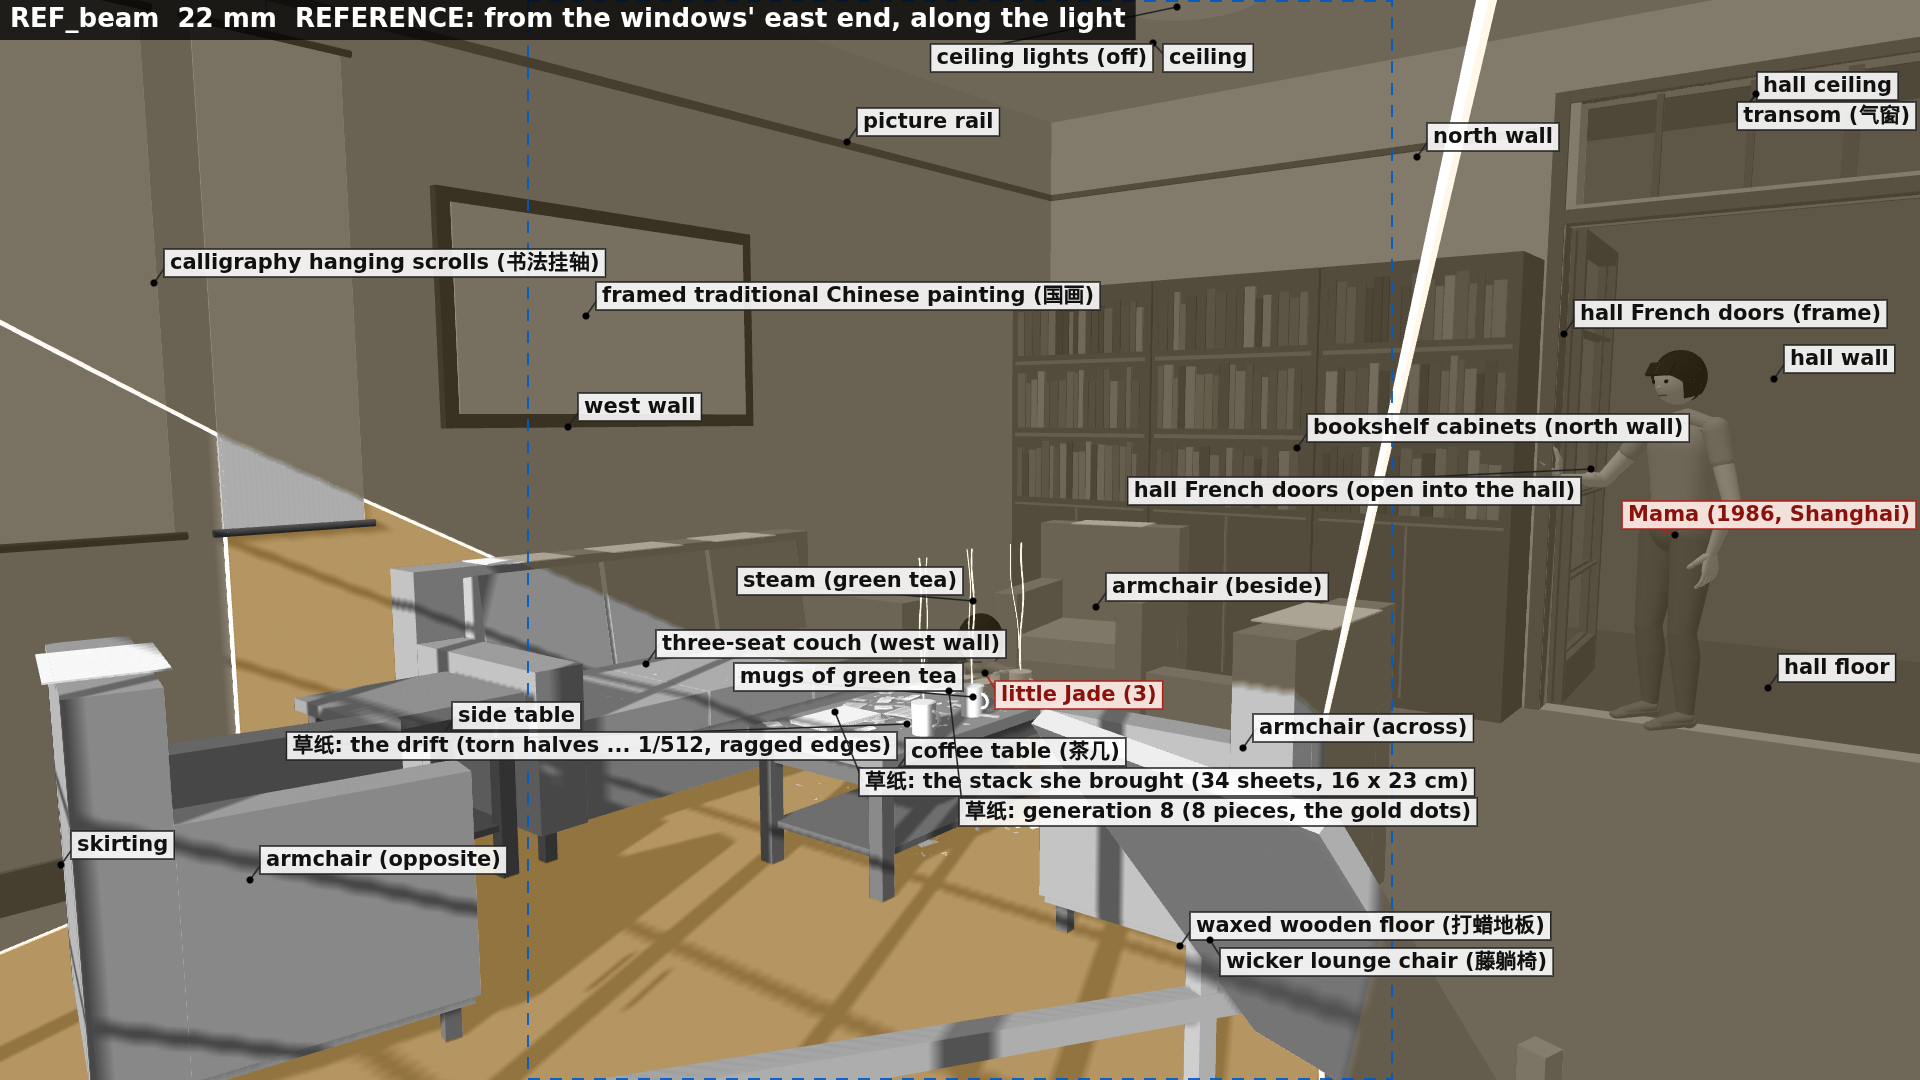 REF_beam 22 mm REFERENCE: from the windows' east end, along the light
ceiling lights (off)
ceiling
hall ceiling
transom (气窗)
picture rail
north wall
calligraphy hanging scrolls (书法挂轴)
framed traditional Chinese painting (国画)
hall French doors (frame)
hall wall
west wall
bookshelf cabinets (north wall)
hall French doors (open into the hall)
Mama (1986, Shanghai)
steam (green tea)
armchair (beside)
three-seat couch (west wall)
mugs of green tea
little Jade (3)
hall floor
side table
armchair (across)
草纸: the drift (torn halves ... 1/512, ragged edges)
coffee table (茶几)
草纸: the stack she brought (34 sheets, 16 x 23 cm)
草纸: generation 8 (8 pieces, the gold dots)
skirting
armchair (opposite)
waxed wooden floor (打蜡地板)
wicker lounge chair (藤躺椅)